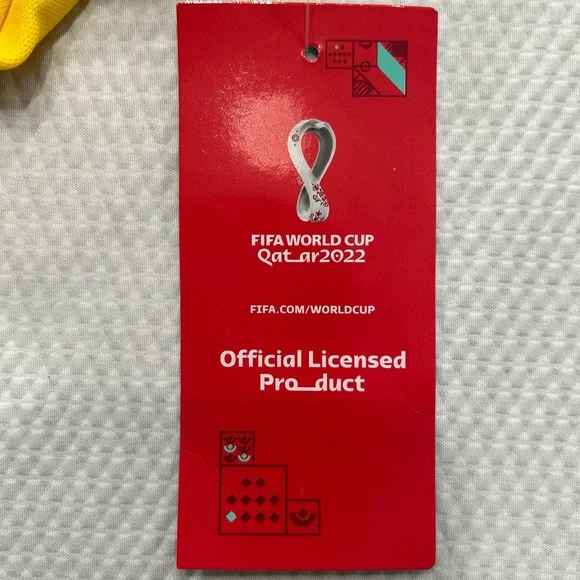 FIFA WORLD CUP
Qatar2022
FIFA.COM/WORLDCUP
Official Licensed
Product